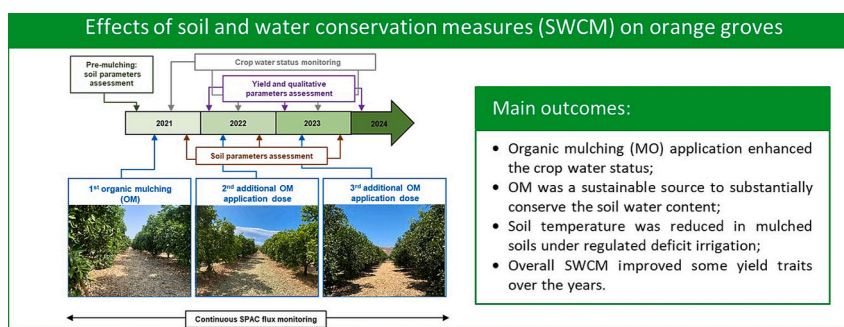 Effects of soil and water conservation measures (SWCM) on orange groves
Pre-mulching:
soil parameters
assessment
Crop water status monitoring
Yield and qualitative
parameters assessment
2021
2022
2023
2024
Soil parameters assessment
1st organic mulching
(OM)
2nd additional OM
application dose
3rd additional OM
application dose
Continuous SPAC flux monitoring
Main outcomes:
• Organic mulching (MO) application enhanced
the crop water status;
• OM was a sustainable source to substantially
conserve the soil water content;
• Soil temperature was reduced in mulched
soils under regulated deficit irrigation;
• Overall SWCM improved some yield traits
over the years.